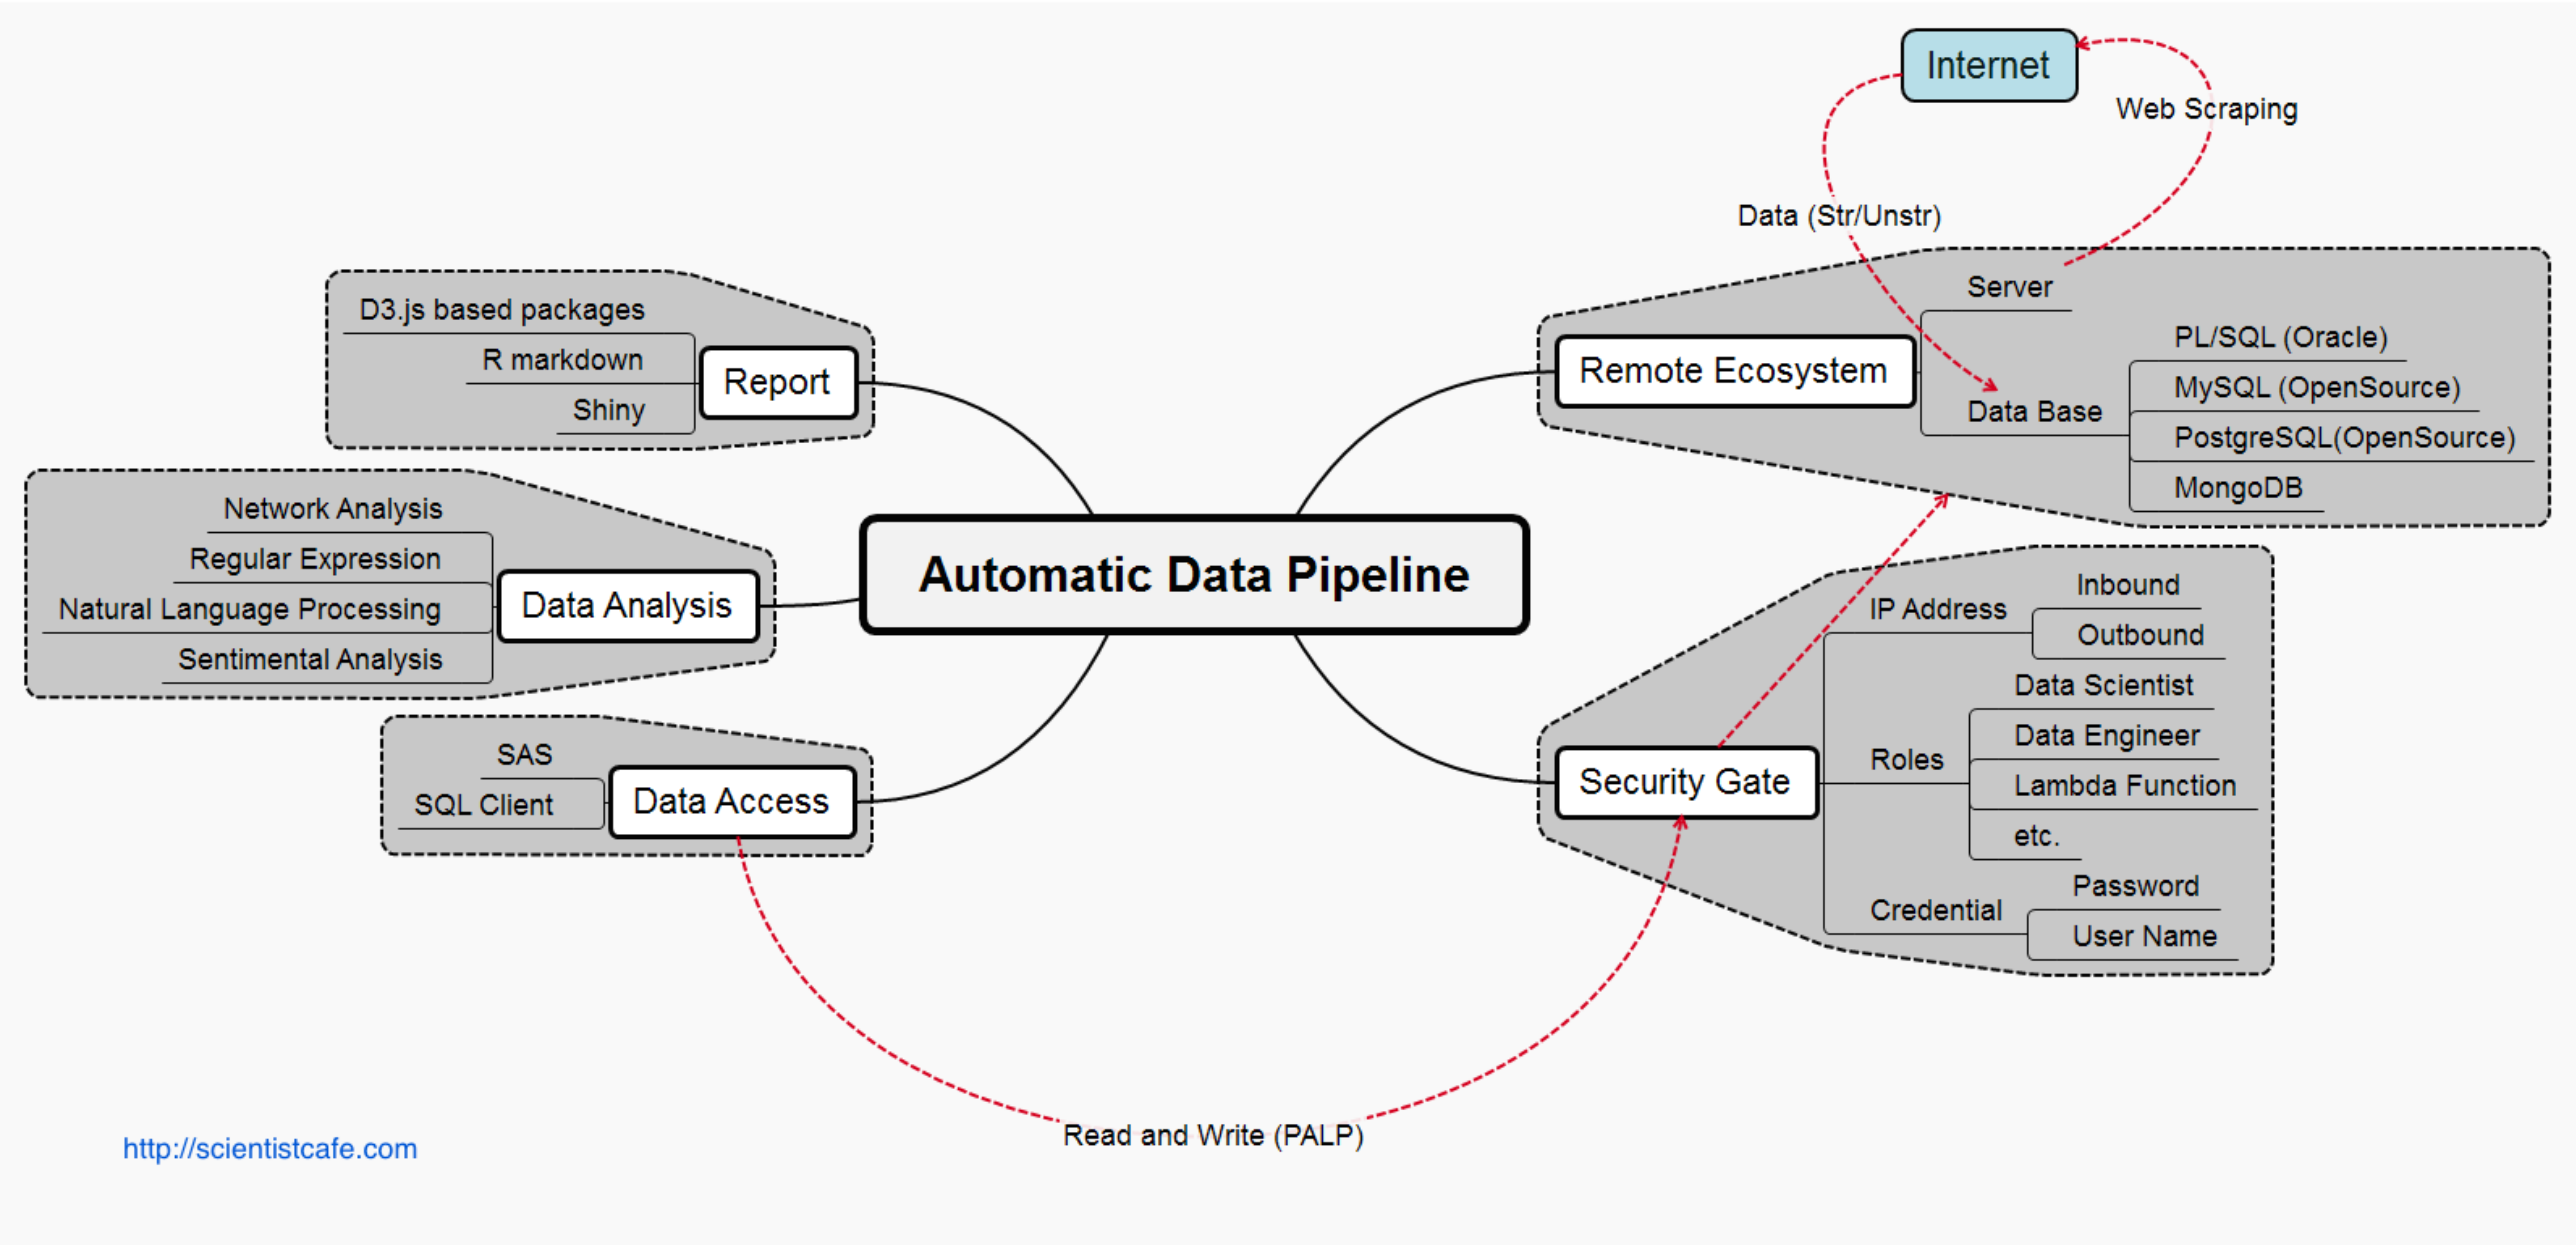 Internet
Web Scraping
Data (Str/Unstr)
D3.js based packages
R markdown
Shiny
Report
Network Analysis
Regular Expression
Natural Language Processing
Sentimental Analysis
Data Analysis
SAS
SQL Client
Data Access
Automatic Data Pipeline
Remote Ecosystem
Server
Data Base
PL/SQL (Oracle)
MySQL (OpenSource)
PostgreSQL(OpenSource)
MongoDB
Security Gate
IP Address
Inbound
Outbound
Roles
Data Scientist
Data Engineer
Lambda Function
etc.
Credential
Password
User Name
Read and Write (PALP)
http://scientistcafe.com